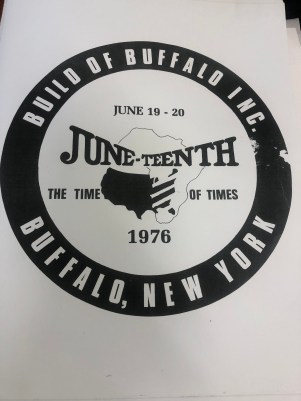 BUILD OF BUFFALO INC.
JUNE 19 - 20
JUNE-TEENTH
THE TIME OF TIMES
1976
BUFFALO, NEW YORK